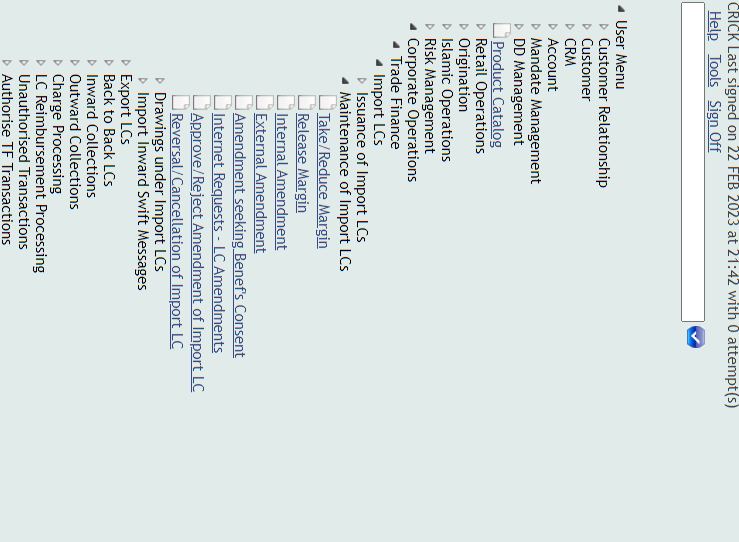 CRICK Last signed on 22 FEB 2023 at 21:42 with 0 attempt(s)
Help Tools Sign Off
User Menu
Customer Relationship
Customer
CRM
Account
Mandate Management
DD Management
Product Catalog
Retail Operations
Origination
Islamic Operations
Risk Management
Corporate Operations
Trade Finance
Import LCs
Issuance of Import LCs
Maintenance of Import LCs
Take/Reduce Margin
Release Margin
Internal Amendment
External Amendment
Amendment seeking Benef's Consent
Internet Requests - LC Amendments
Approve/Reject Amendment of Import LC
Reversal/Cancellation of Import LC
Drawings under Import LCs
Import Inward Swift Messages
Export LCs
Back to Back LCs
Inward Collections
Outward Collections
Charge Processing
LC Reimbursement Processing
Unauthorised Transactions
Authorise TF Transactions